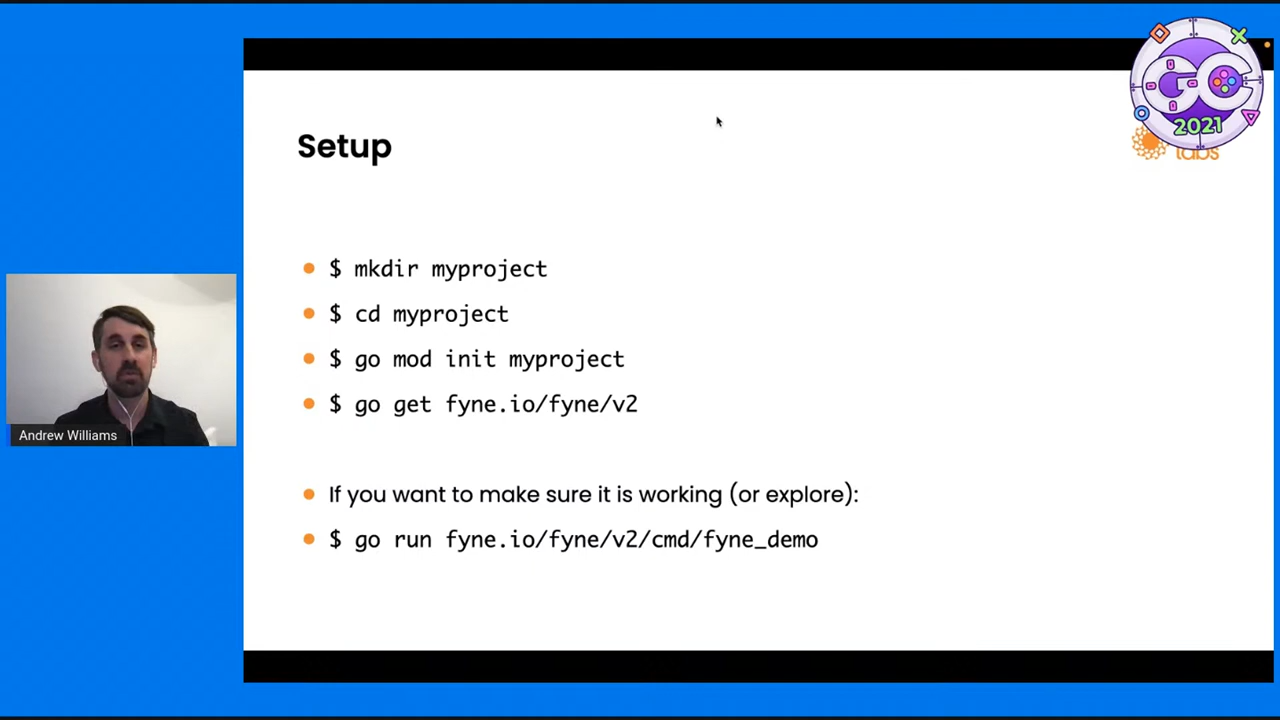 GC
2021
labs
Setup
$ mkdir myproject
$ cd myproject
$ go mod init myproject
$ go get fyne.io/fyne/v2
If you want to make sure it is working (or explore):
$ go run fyne.io/fyne/v2/cmd/fyne_demo
Andrew Williams